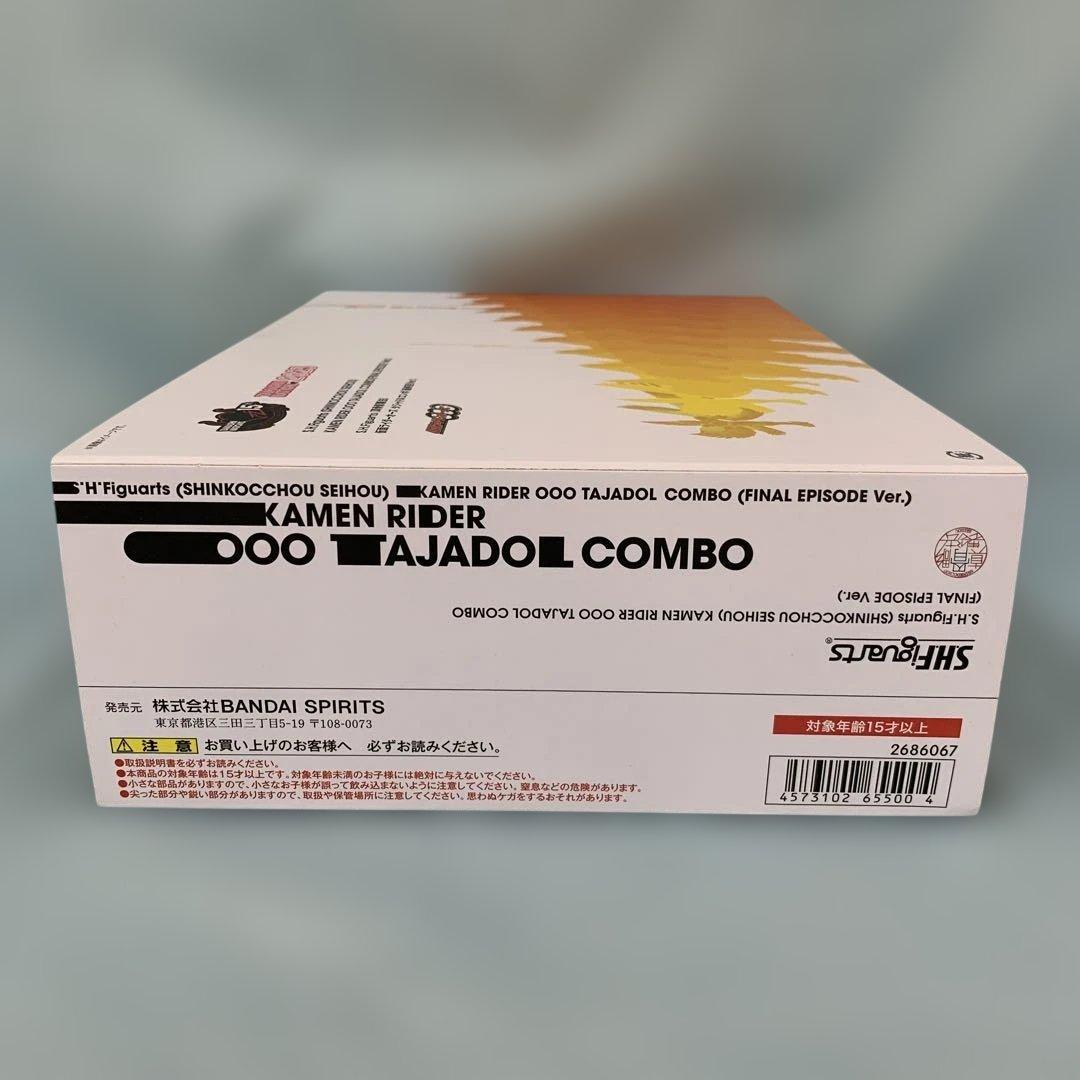 S.H.Figuarts SHINKOCCHOU SEIHOU
KAMEN RIDER OOO TAJADOL COMBO (FINAL EPISODE Ver.)
S.H.Figuarts (SHINKOCCHOU SEIHOU) KAMEN RIDER OOO TAJADOL COMBO (FINAL EPISODE Ver.)
KAMEN RIDER
OOO TAJADOL COMBO
S.H.Figuarts (SHINKOCCHOU SEIHOU) KAMEN RIDER OOO TAJADOL COMBO
(FINAL EPISODE Ver.)
S.H.Figuarts®
発売元 株式会社BANDAI SPIRITS
東京都港区三田三丁目5-19 〒108-0073
注意 お買い上げのお客様へ 必ずお読みください。
●取扱説明書を必ずお読みください。
●本商品の対象年齢は15才以上です。対象年齢未満のお子様には絶対に与えないでください。
●小さな部品がありますので、小さなお子様が誤って飲み込まないように注意してください。窒息などの危険があります。
●尖った部分や鋭い部分がありますので、取扱や保管場所に注意してください。思わぬケガをするおそれがあります。
対象年齢15才以上
2686067
4573102 65500 4